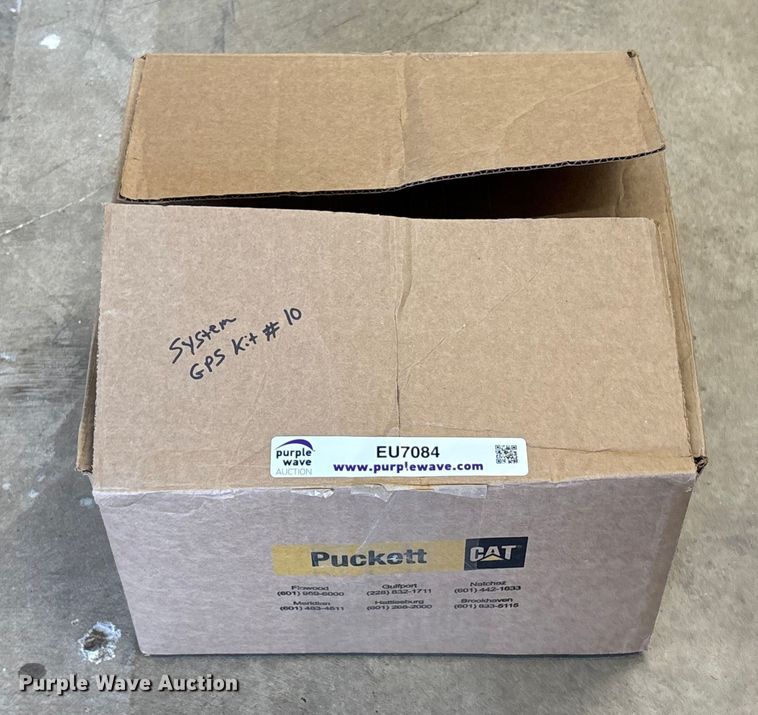 System
GPS Kit # 10
purple
wave
AUCTION
EU7084
www.purplewave.com
Puckett CAT
Flowood Gulfport Natchez
(601) 969-6000 (228) 832-1711 (601) 442-1633
Meridian Hattiesburg Brookhaven
(601) 483-4611 (601) 268-2000 (601) 833-5115
Purple Wave Auction